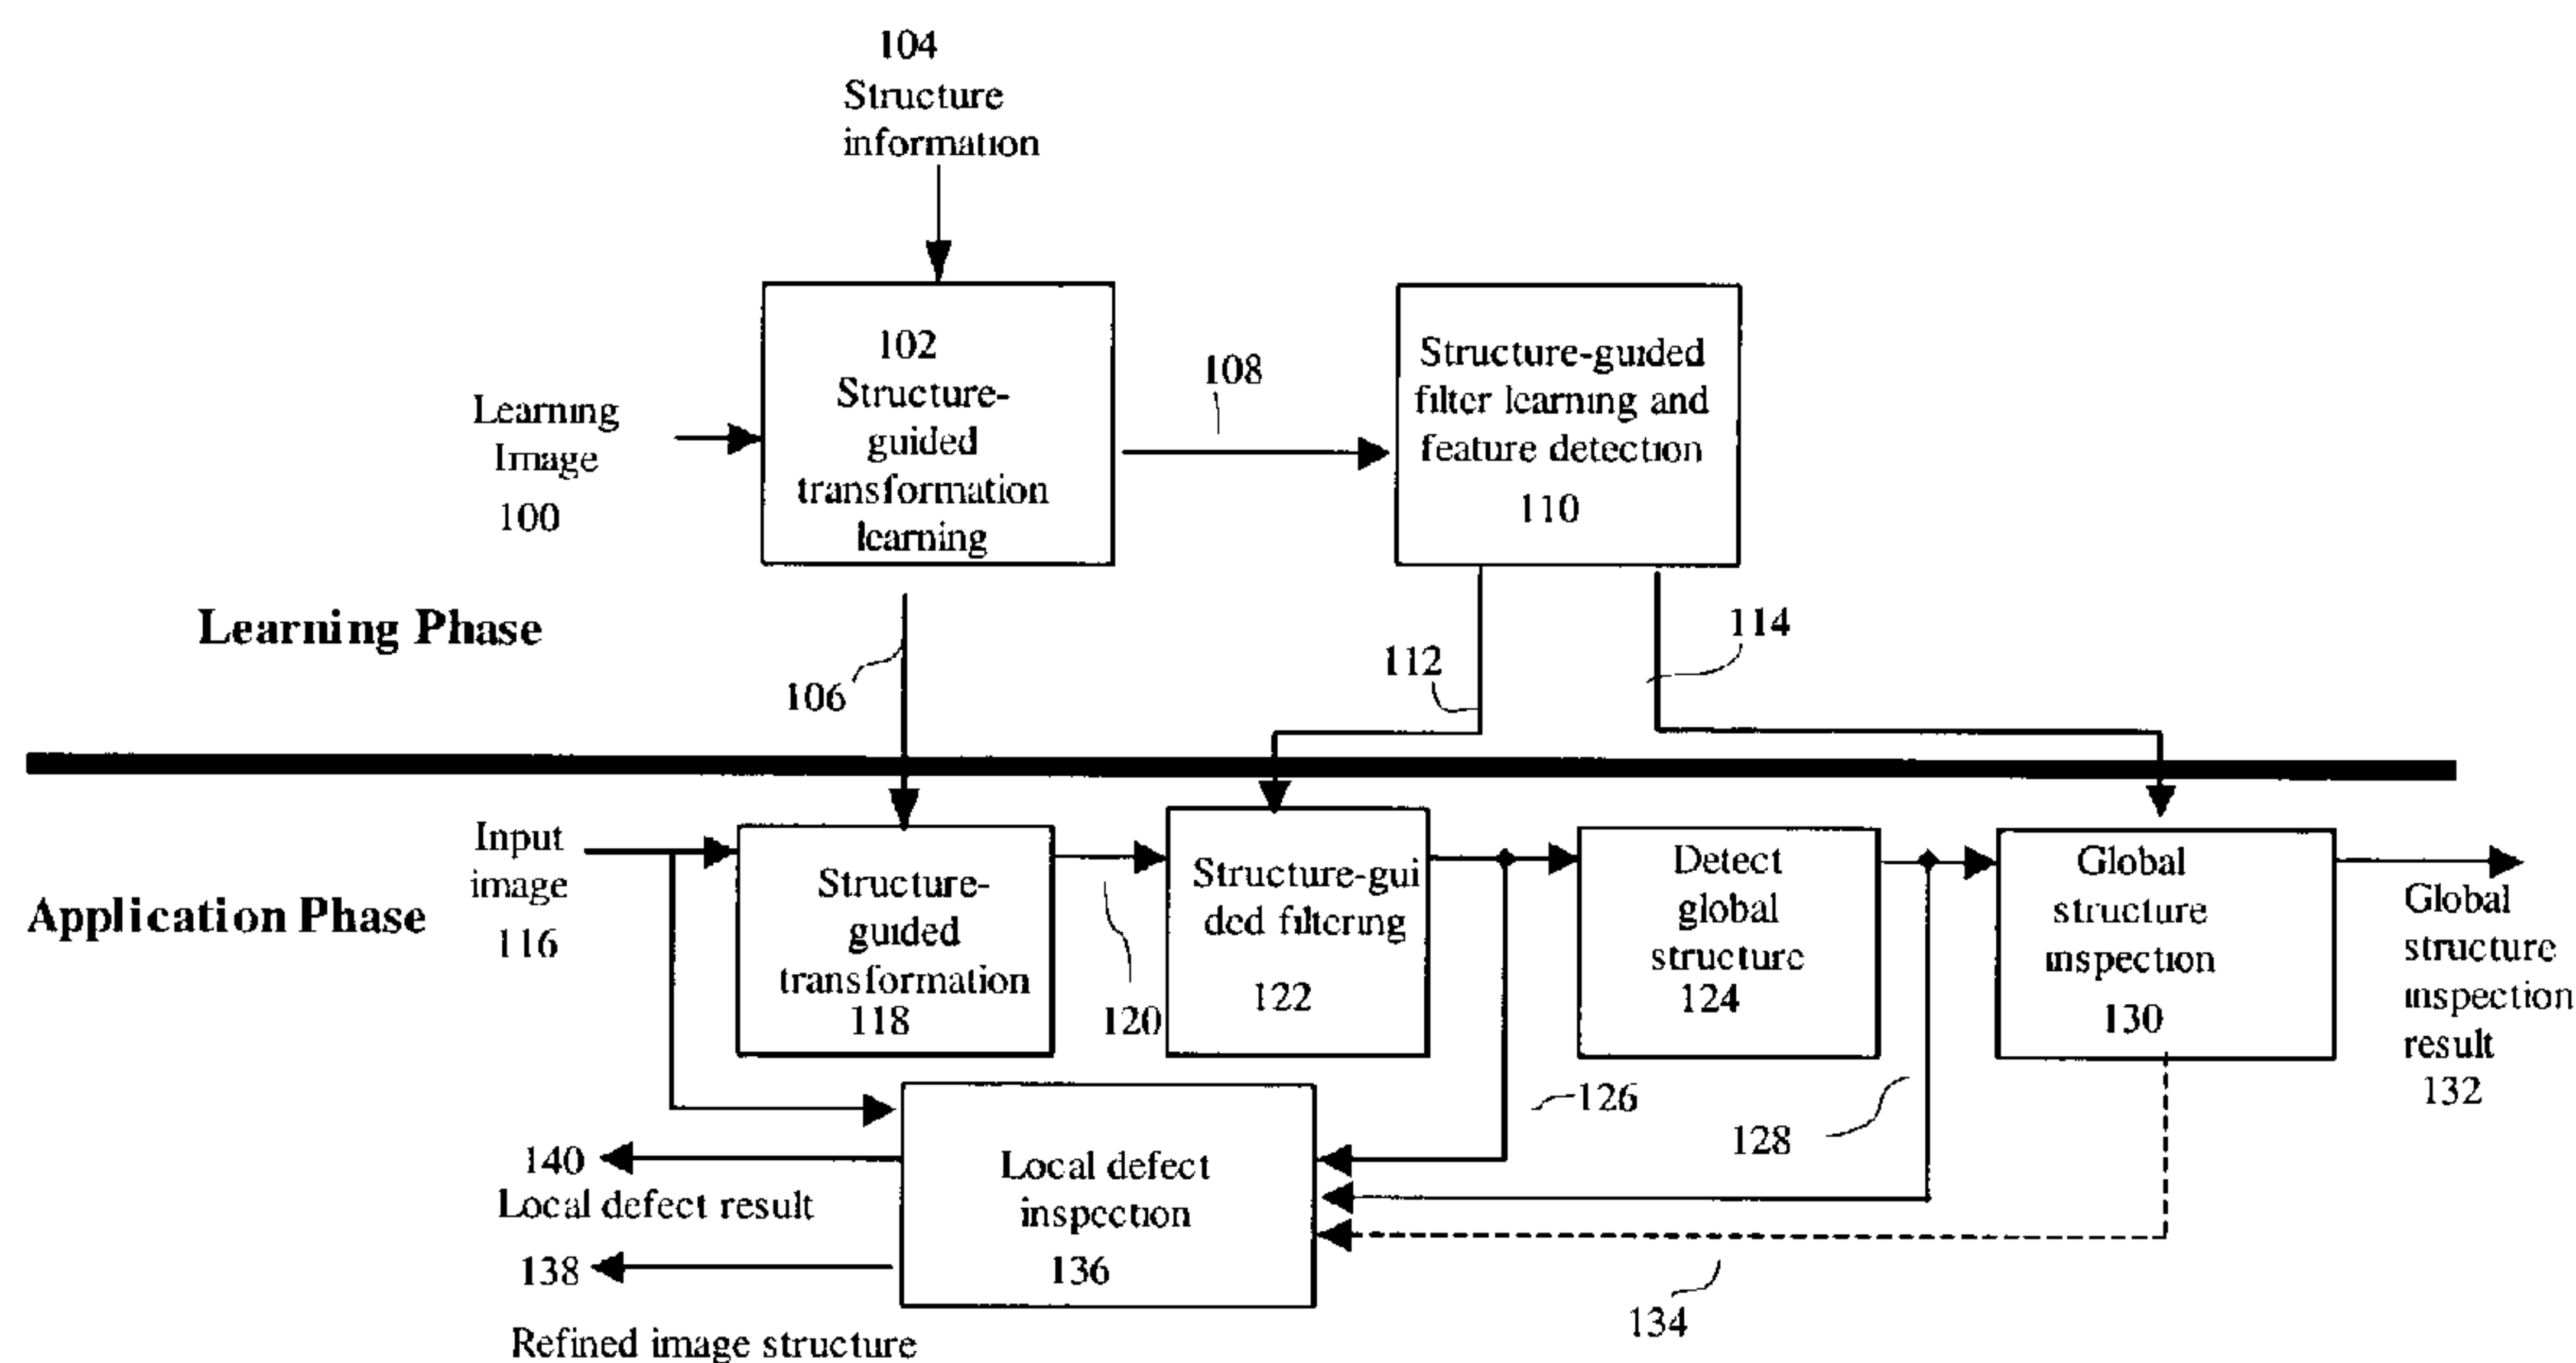 104
Structure
information
102
Structure-
guided
transformation
learning
108
Structure-guided
filter learning and
feature detection
110
Learning
Image
100
Learning Phase
106
112
114
Input
image
116
Application Phase
Structure-
guided
transformation
118
120
Structure-gui
ded filtering
122
Detect
global
structure
124
Global
structure
inspection
130
Global
structure
inspection
result
132
126
128
140
Local defect result
138
Refined image structure
Local defect
inspection
136
134